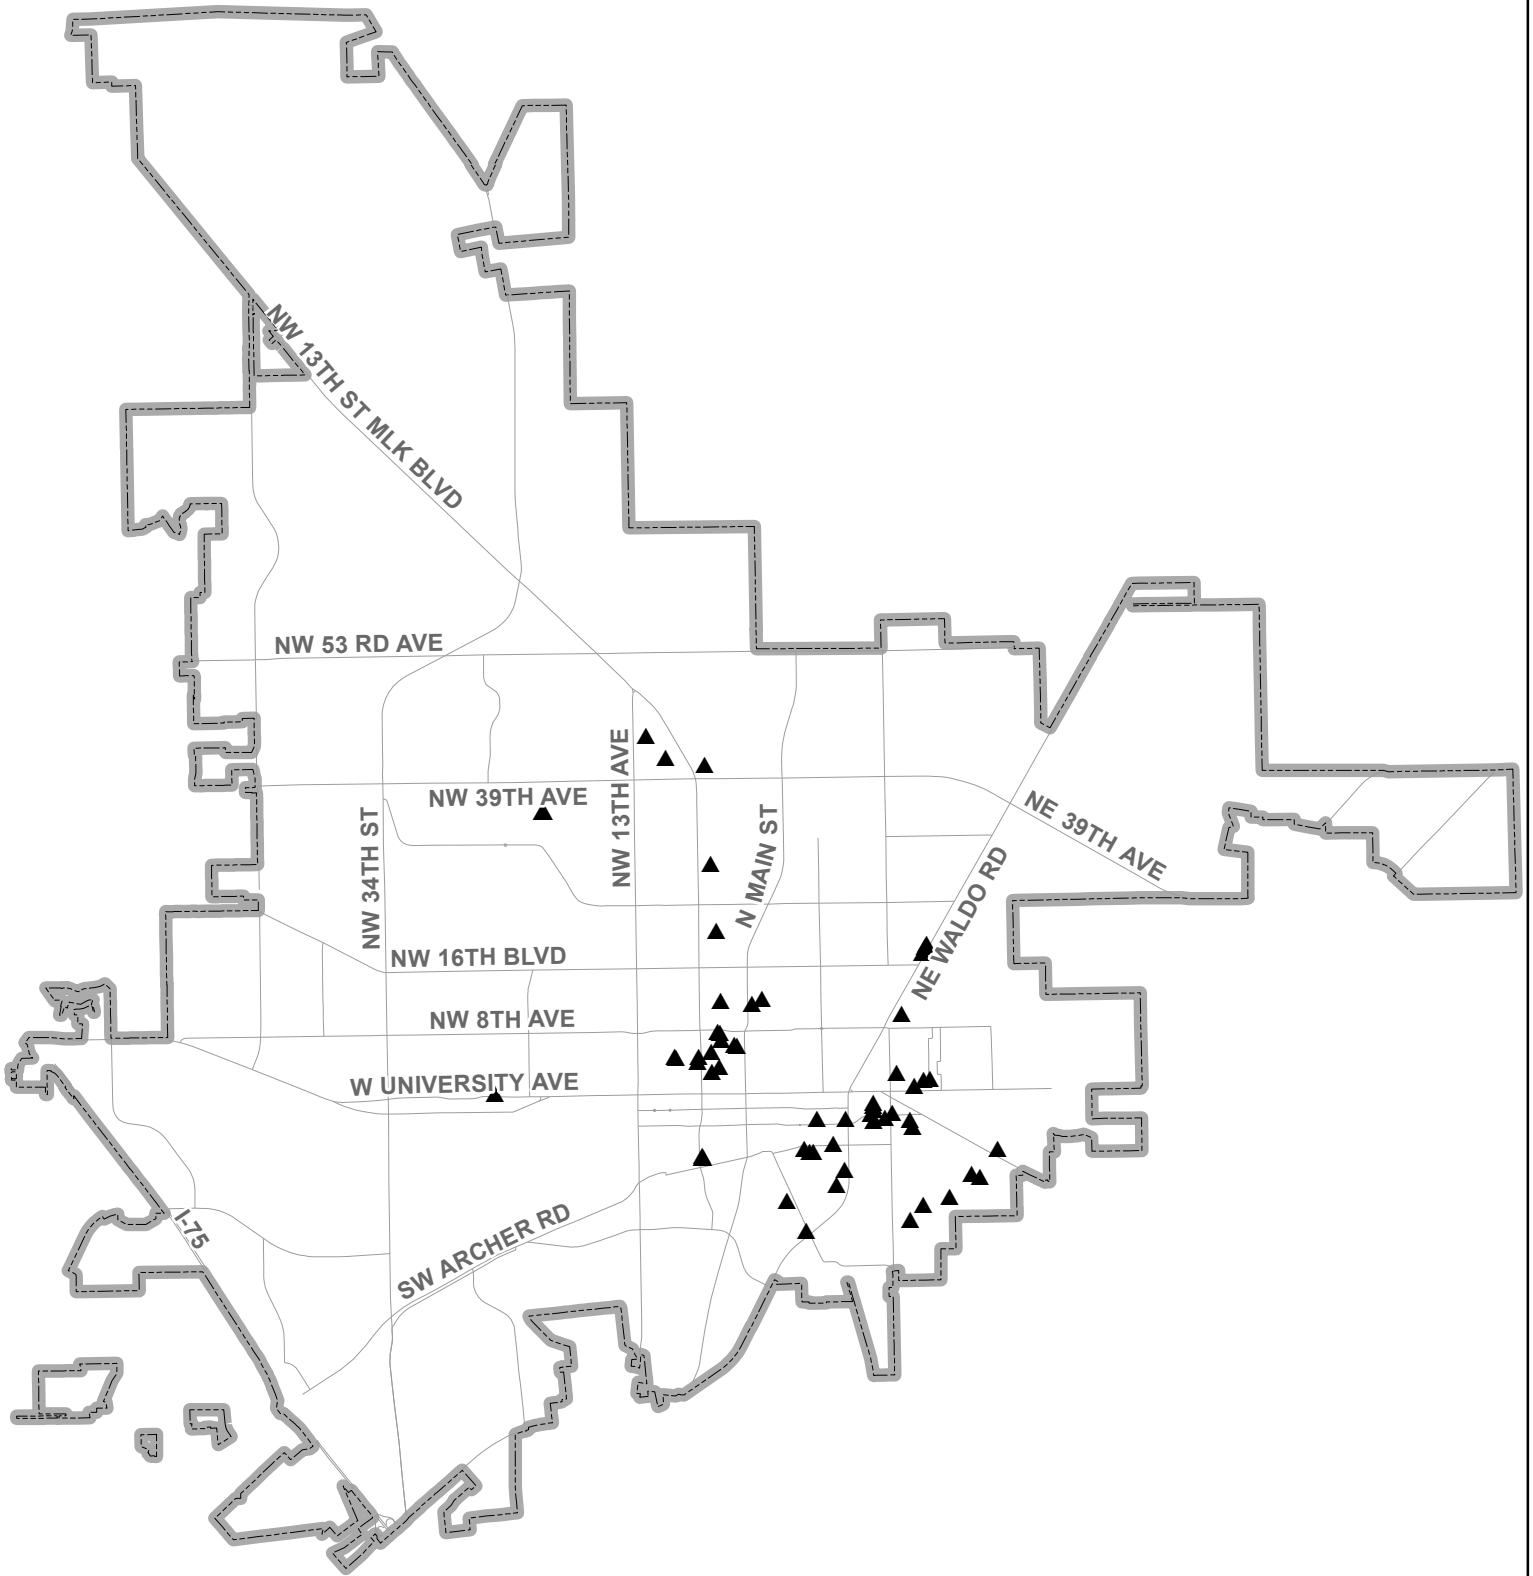 NW 13TH ST MLK BLVD
NW 53 RD AVE
NW 13TH AVE
NW 39TH AVE
NE 39TH AVE
NW 34TH ST
N MAIN ST
NE WALDO RD
NW 16TH BLVD
NW 8TH AVE
W UNIVERSITY AVE
I-75
SW ARCHER RD